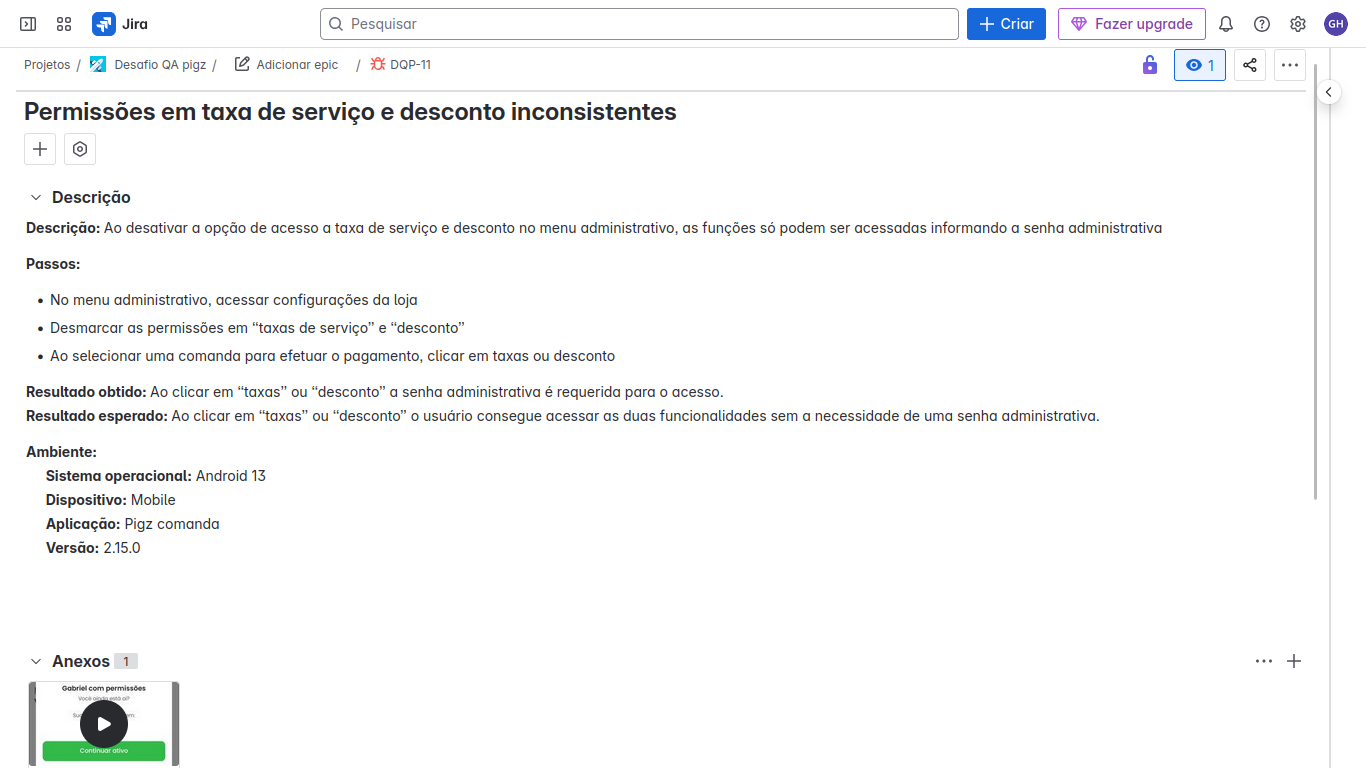 Jira
Pesquisar
Criar
Fazer upgrade
GH
Projetos / Desafio QA pigz / Adicionar epic / DQP-11
1
Permissões em taxa de serviço e desconto inconsistentes
Descrição
Descrição: Ao desativar a opção de acesso a taxa de serviço e desconto no menu administrativo, as funções só podem ser acessadas informando a senha administrativa
Passos:
• No menu administrativo, acessar configurações da loja
• Desmarcar as permissões em “taxas de serviço” e “desconto”
• Ao selecionar uma comanda para efetuar o pagamento, clicar em taxas ou desconto
Resultado obtido: Ao clicar em “taxas” ou “desconto” a senha administrativa é requerida para o acesso.
Resultado esperado: Ao clicar em “taxas” ou “desconto” o usuário consegue acessar as duas funcionalidades sem a necessidade de uma senha administrativa.
Ambiente:
Sistema operacional: Android 13
Dispositivo: Mobile
Aplicação: Pigz comanda
Versão: 2.15.0
Anexos 1
Gabriel com permissões
Você ainda está aí?
Continuar ativo